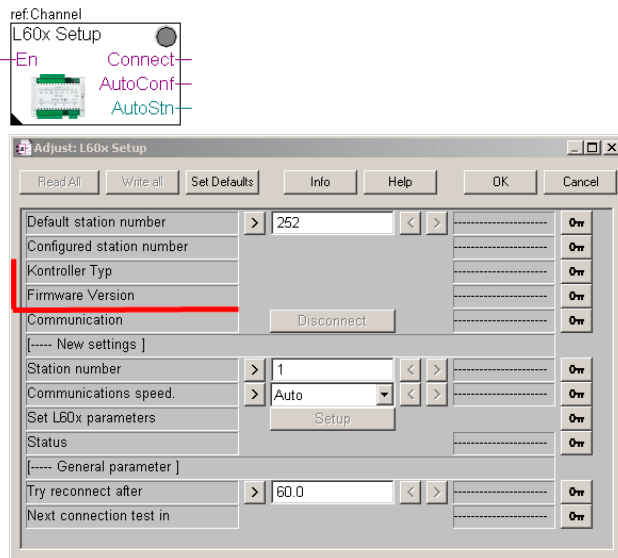 ref:Channel
L60x Setup
En Connect
AutoConf
AutoStn
Adjust: L60x Setup
Read All Write all Set Defaults Info Help OK Cancel
Default station number > 252 < > --------------------
Configured station number --------------------
Kontroller Typ --------------------
Firmware Version --------------------
Communication Disconnect --------------------
[----- New settings ]
Station number > 1 < > --------------------
Communications speed. > Auto < > --------------------
Set L60x parameters Setup
Status --------------------
[----- General parameter ]
Try reconnect after > 60.0 < > --------------------
Next connection test in --------------------